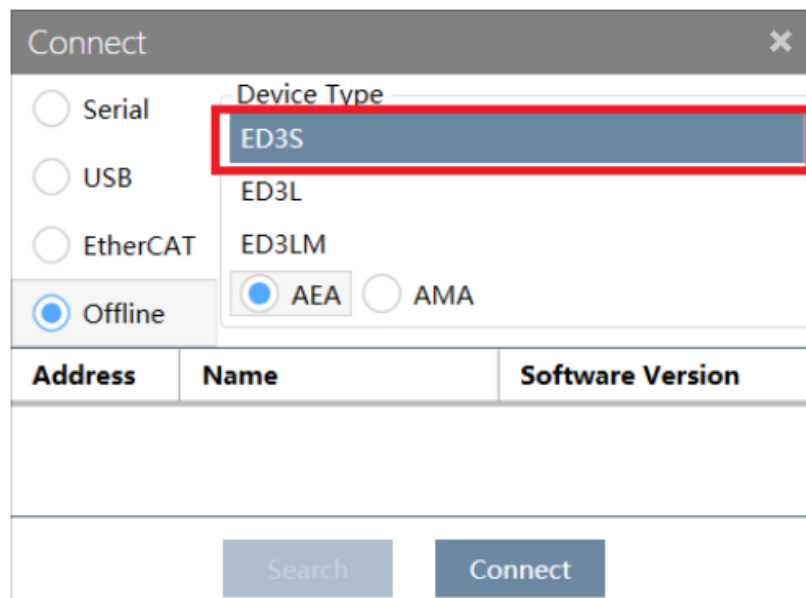 Connect
Serial
USB
EtherCAT
Offline
Device Type
ED3S
ED3L
ED3LM
AEA AMA
Address Name Software Version
Search Connect